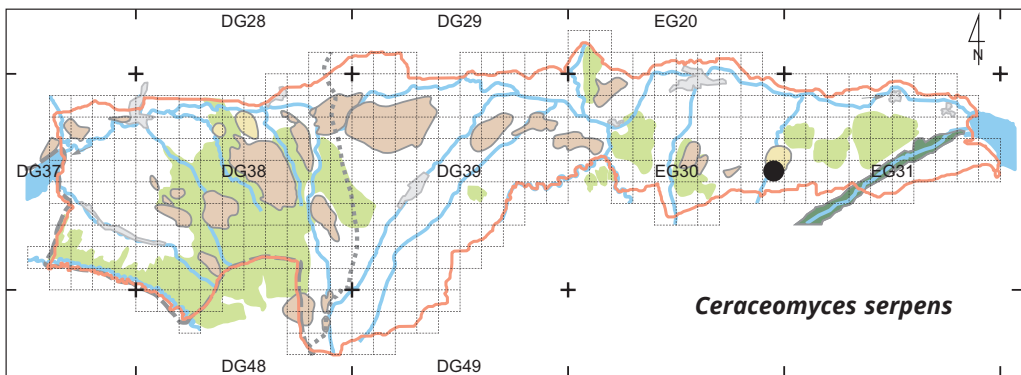 DG28 DG29 EG20
N
DG37 DG38 DG39 EG30 EG31
Ceraceomyces serpens
DG48 DG49